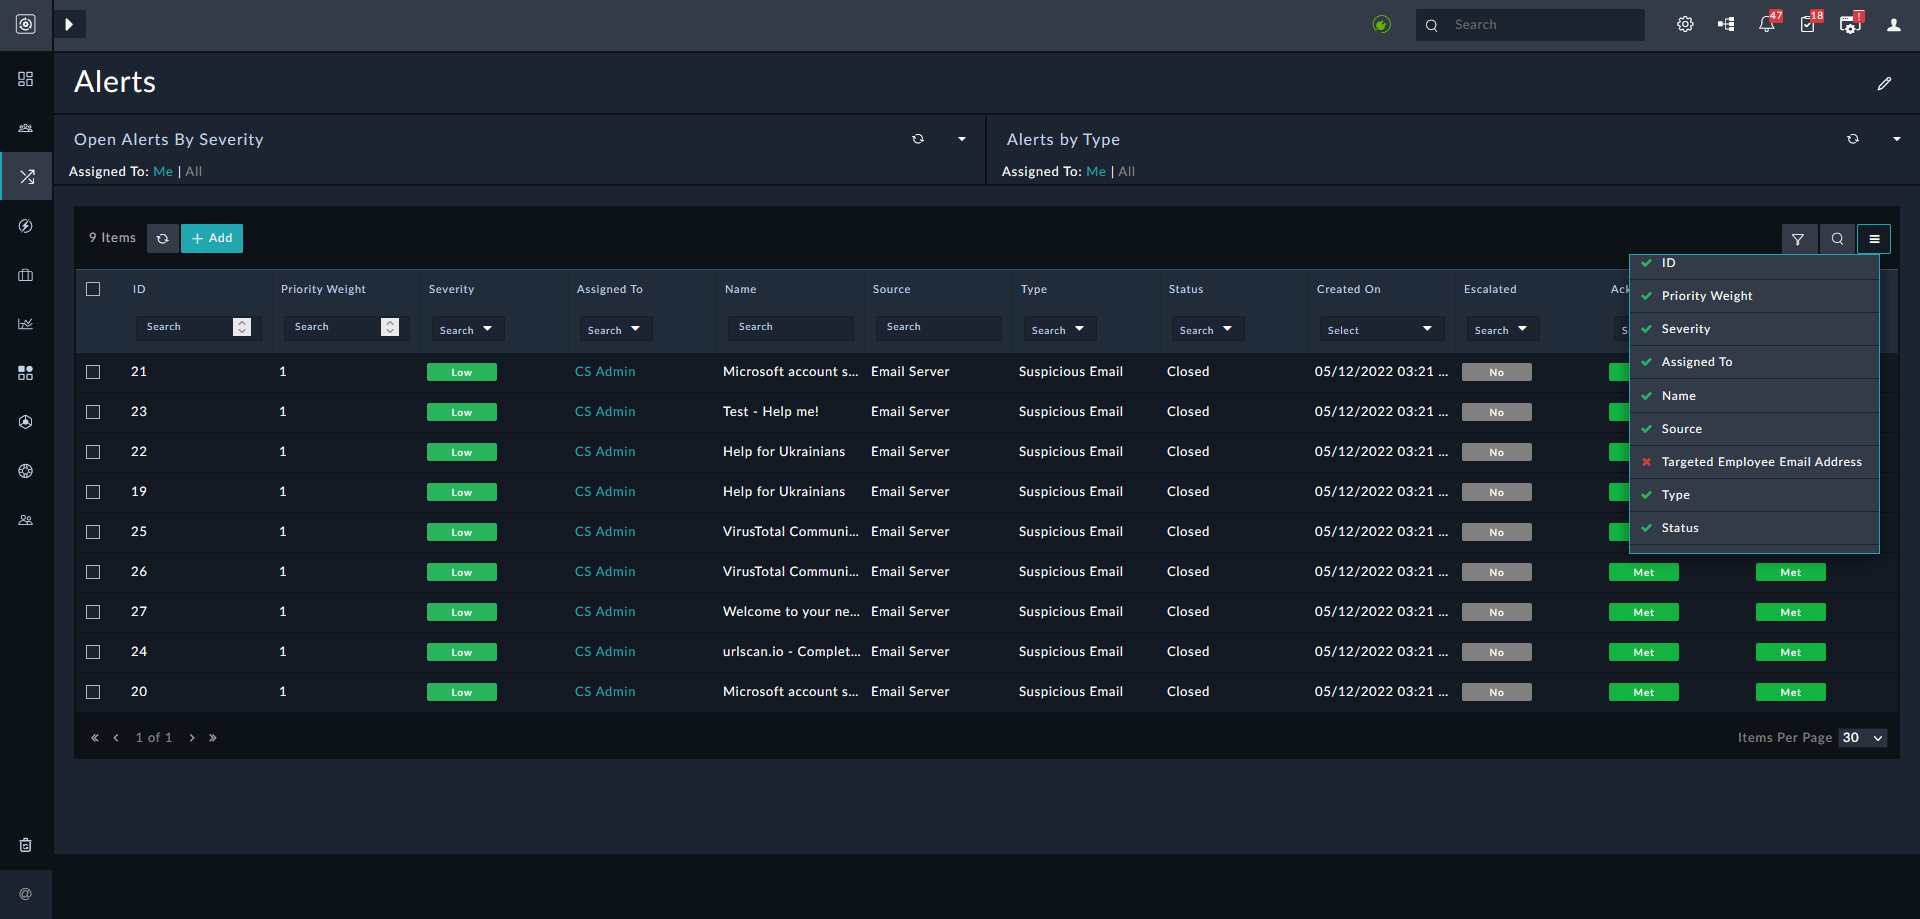 Search
47
18
!
Alerts
Open Alerts By Severity
Assigned To: Me | All
Alerts by Type
Assigned To: Me | All
9 Items
+ Add
ID Priority Weight Severity Assigned To Name Source Type Status Created On Escalated Ack
Search Search Search Search Search Search Search Search Select Search S
ID
Priority Weight
Severity
Assigned To
Name
Source
Targeted Employee Email Address
Type
Status
21 1 Low CS Admin Microsoft account s... Email Server Suspicious Email Closed 05/12/2022 03:21 ... No
23 1 Low CS Admin Test - Help me! Email Server Suspicious Email Closed 05/12/2022 03:21 ... No
22 1 Low CS Admin Help for Ukrainians Email Server Suspicious Email Closed 05/12/2022 03:21 ... No
19 1 Low CS Admin Help for Ukrainians Email Server Suspicious Email Closed 05/12/2022 03:21 ... No
25 1 Low CS Admin VirusTotal Communi... Email Server Suspicious Email Closed 05/12/2022 03:21 ... No
26 1 Low CS Admin VirusTotal Communi... Email Server Suspicious Email Closed 05/12/2022 03:21 ... No Met Met
27 1 Low CS Admin Welcome to your ne... Email Server Suspicious Email Closed 05/12/2022 03:21 ... No Met Met
24 1 Low CS Admin urlscan.io - Complet... Email Server Suspicious Email Closed 05/12/2022 03:21 ... No Met Met
20 1 Low CS Admin Microsoft account s... Email Server Suspicious Email Closed 05/12/2022 03:21 ... No Met Met
« ‹ 1 of 1 › »
Items Per Page 30
@